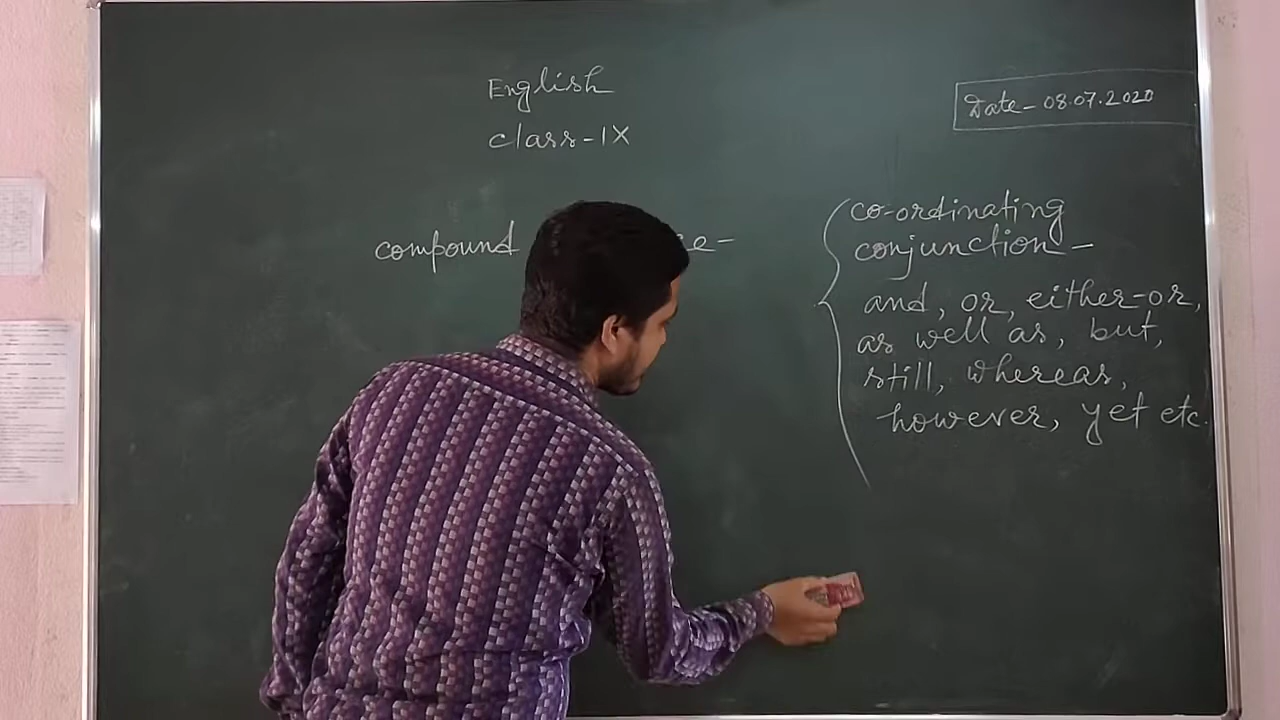 English
class-IX
Date-08.07.2020
compound ce-
co-ordinating
conjunction-
and, or, either-or,
as well as, but,
still, whereas,
however, yet etc.